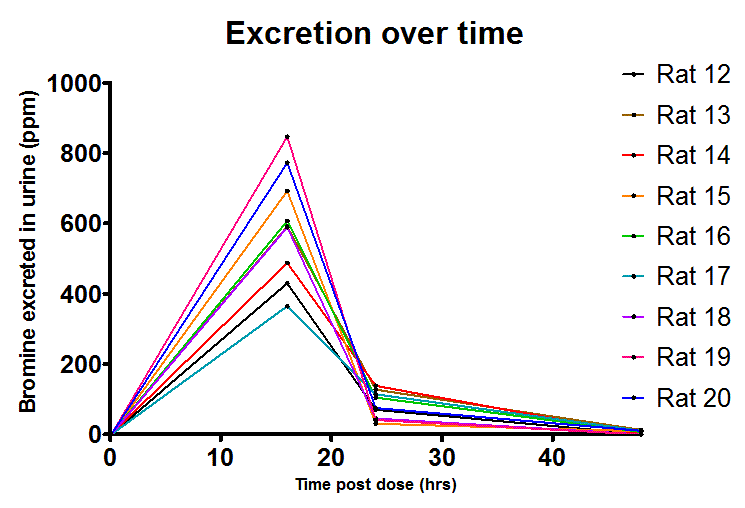 Excretion over time
Bromine excreted in urine (ppm)
1000
800
600
400
200
0
0
10
20
30
40
Time post dose (hrs)
Rat 12
Rat 13
Rat 14
Rat 15
Rat 16
Rat 17
Rat 18
Rat 19
Rat 20